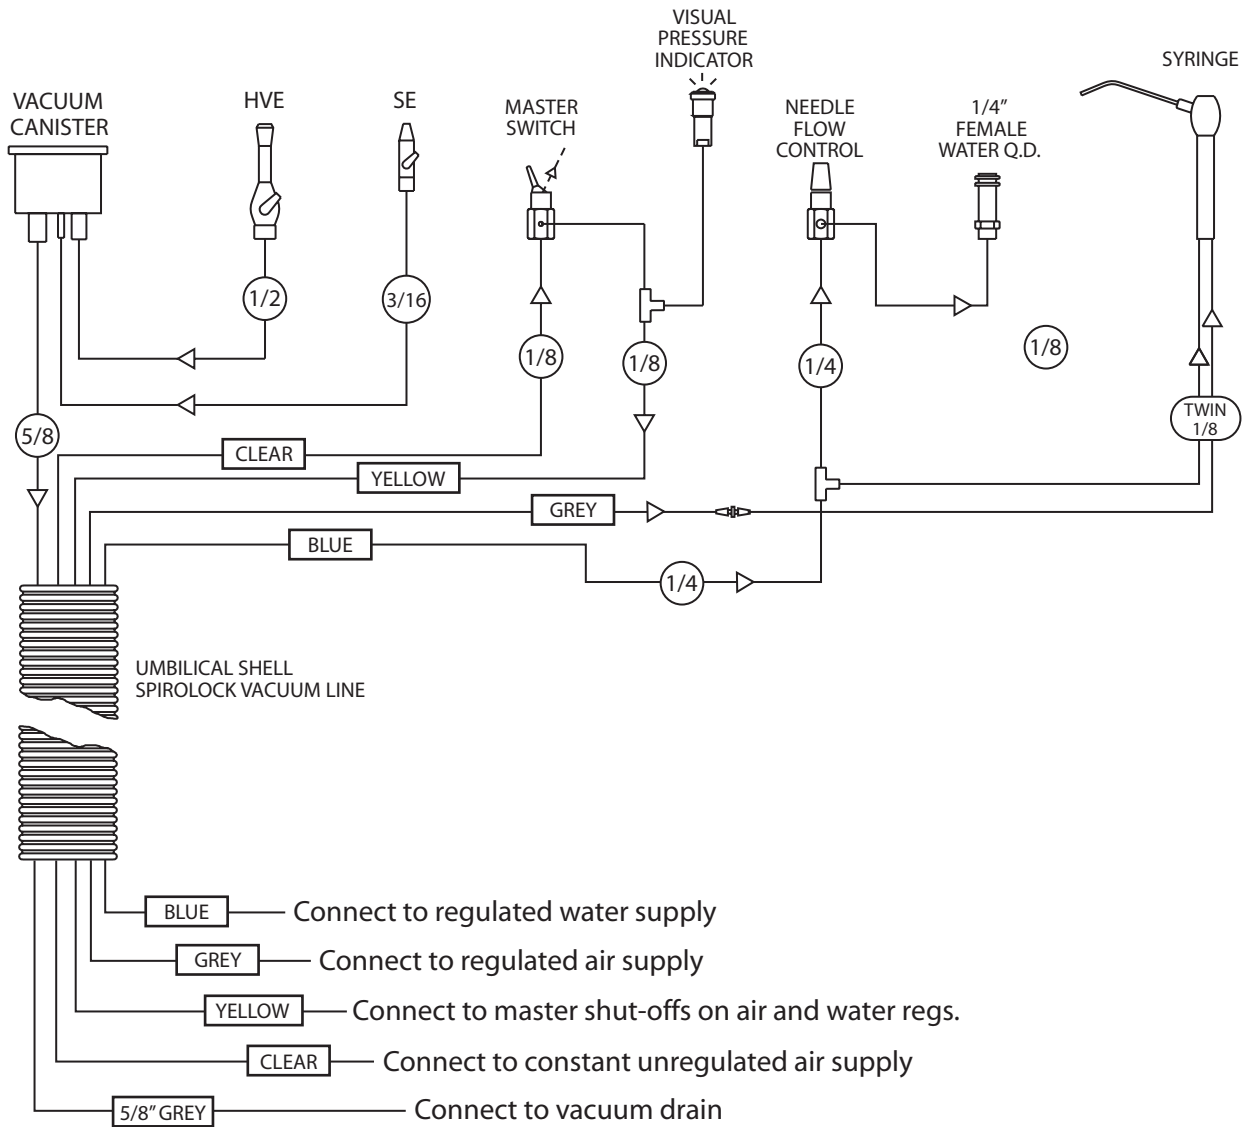 VISUAL
PRESSURE
INDICATOR
SYRINGE
VACUUM
CANISTER
HVE
SE
MASTER
SWITCH
NEEDLE
FLOW
CONTROL
1/4”
FEMALE
WATER Q.D.
1/2
3/16
1/8
1/8
1/4
1/8
TWIN
1/8
5/8
CLEAR
YELLOW
GREY
BLUE
1/4
UMBILICAL SHELL
SPIROLOCK VACUUM LINE
BLUE Connect to regulated water supply
GREY Connect to regulated air supply
YELLOW Connect to master shut-offs on air and water regs.
CLEAR Connect to constant unregulated air supply
5/8” GREY Connect to vacuum drain